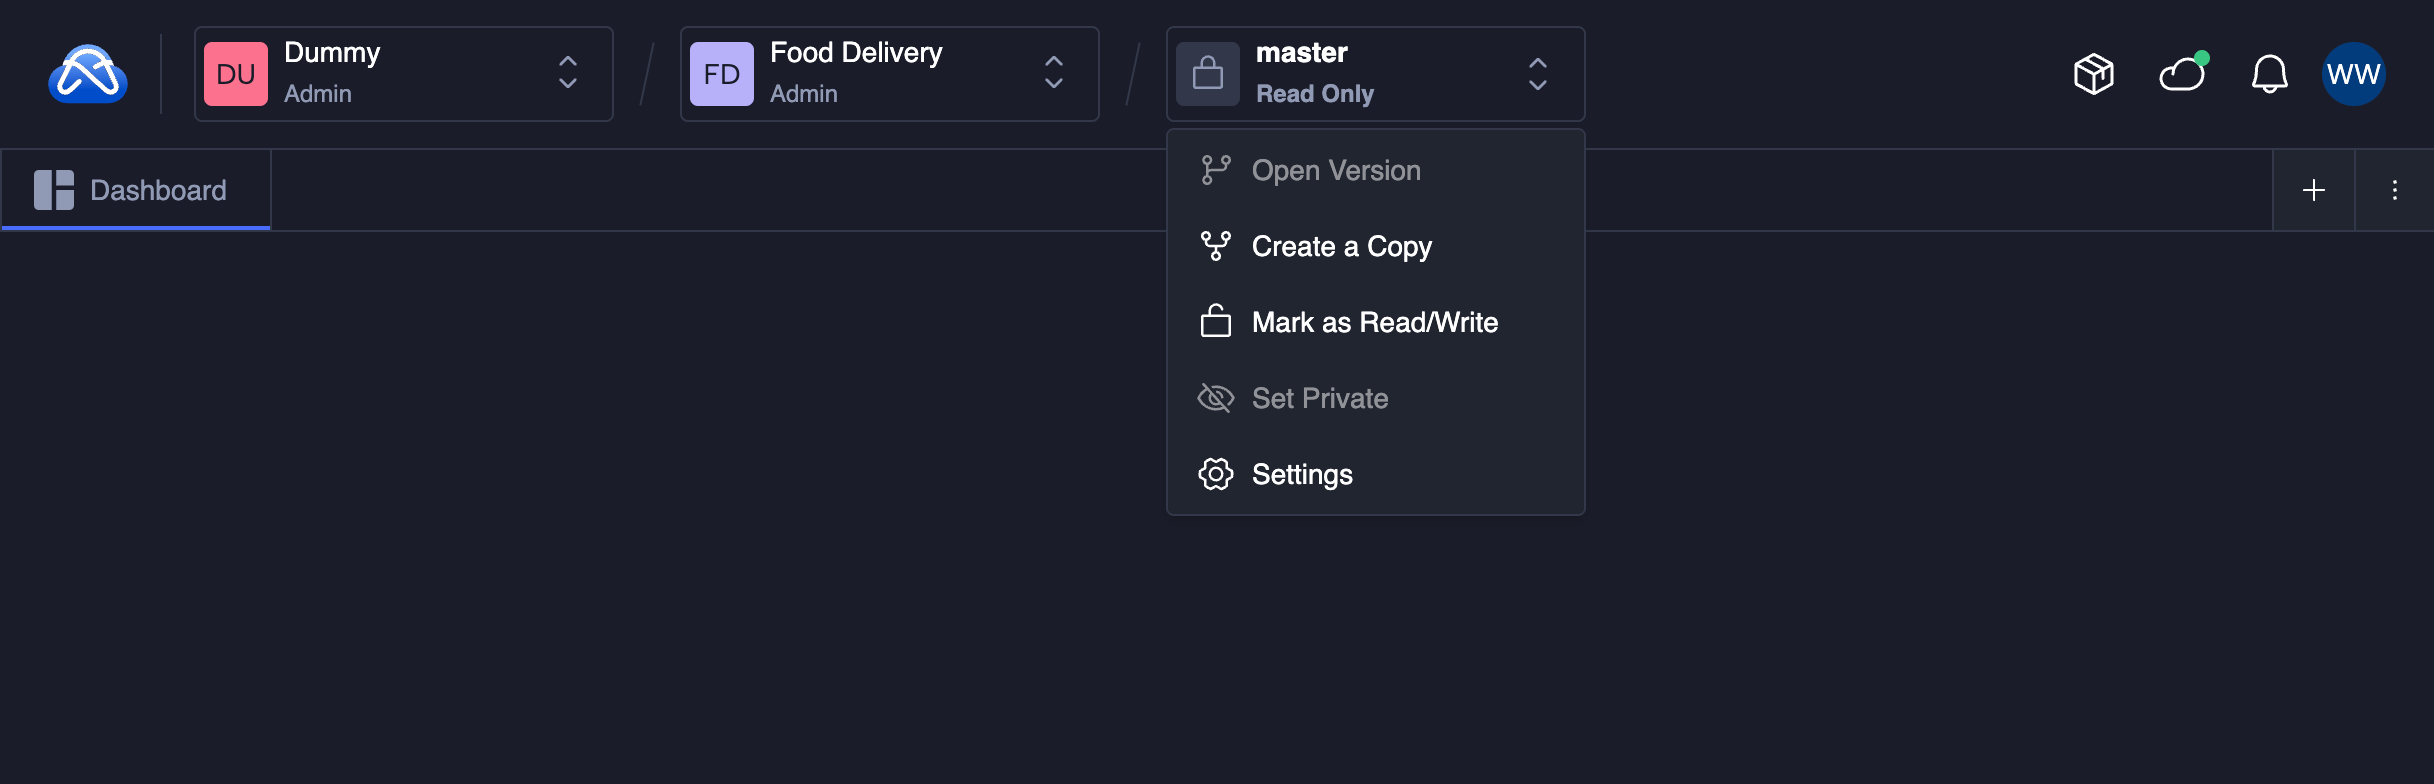 DU
Dummy
Admin
FD
Food Delivery
Admin
master
Read Only
WW
Dashboard
Open Version
Create a Copy
Mark as Read/Write
Set Private
Settings